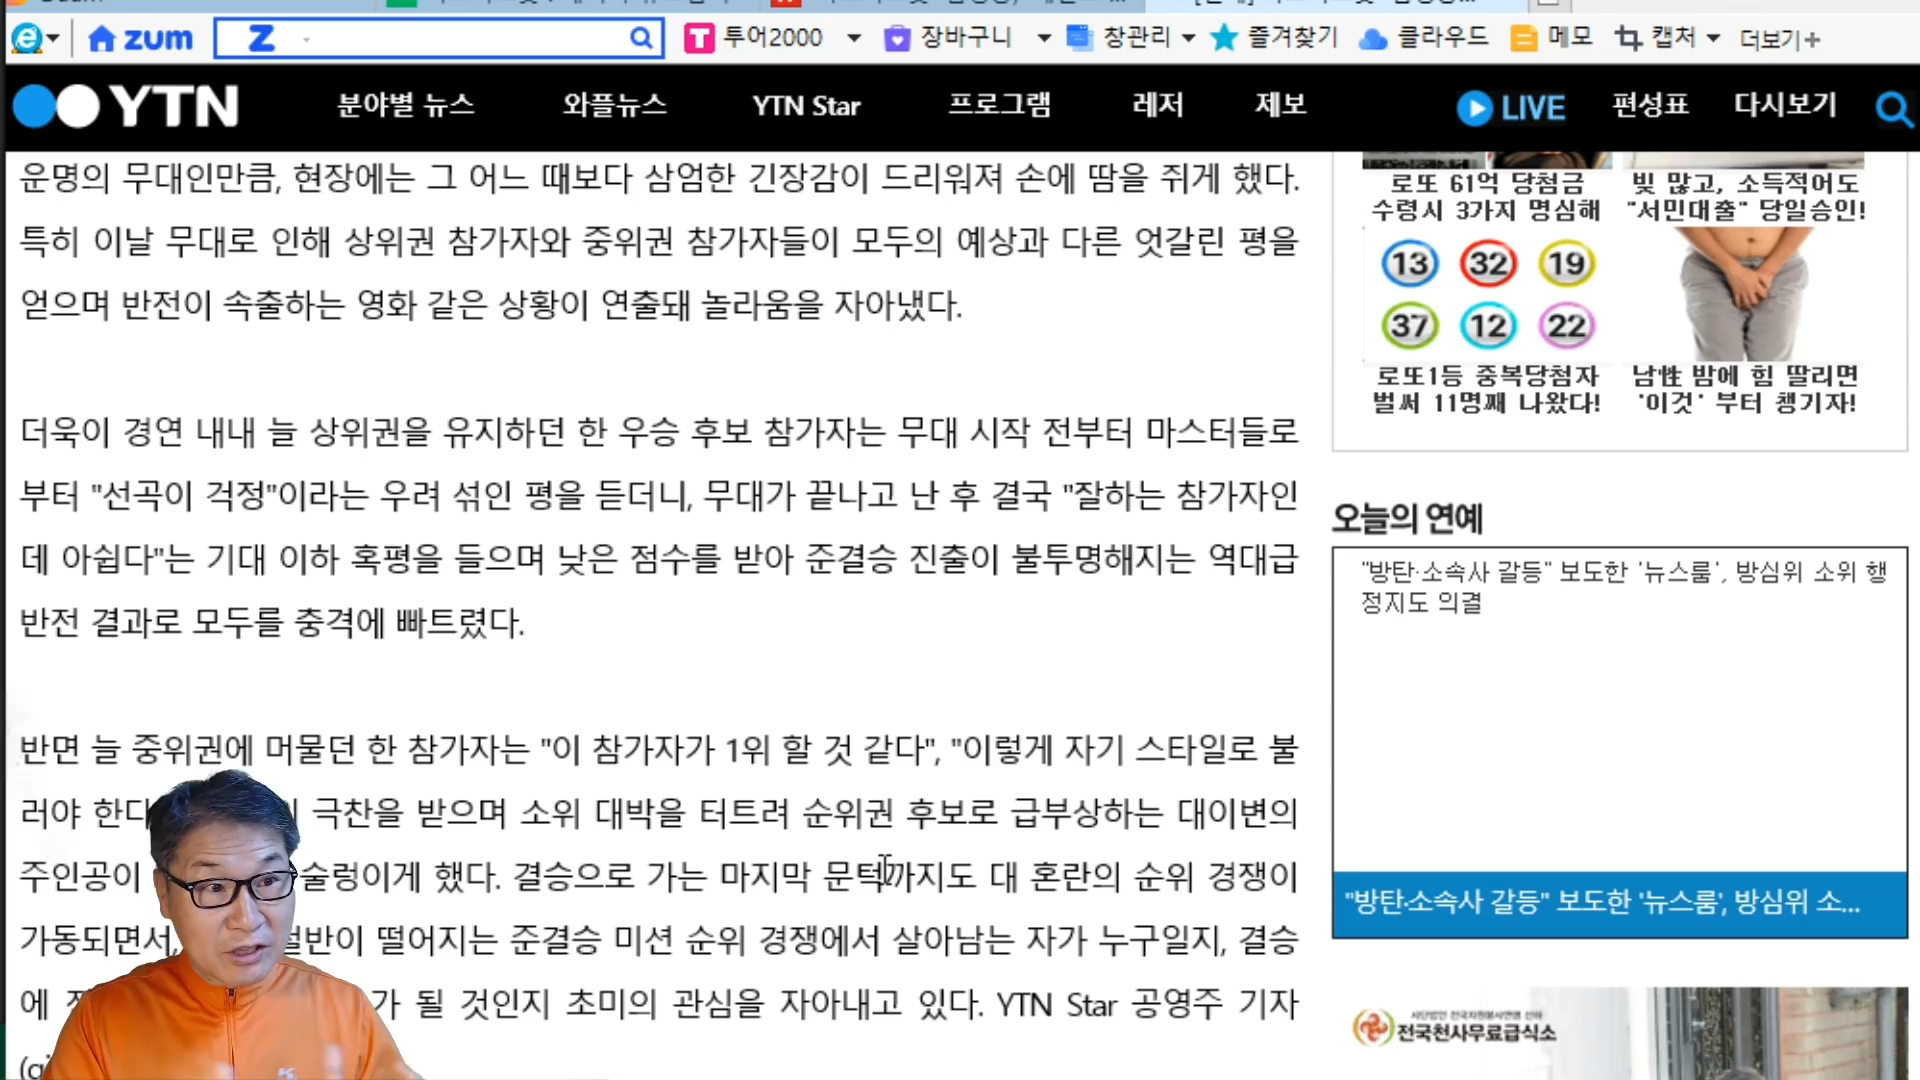 zum
Z
투어2000
장바구니
창관리
즐겨찾기
클라우드
메모
캡처
더보기+
YTN
분야별 뉴스
와플뉴스
YTN Star
프로그램
레저
제보
LIVE
편성표
다시보기
운명의 무대인만큼, 현장에는 그 어느 때보다 삼엄한 긴장감이 드리워져 손에 땀을 쥐게 했다.
특히 이날 무대로 인해 상위권 참가자와 중위권 참가자들이 모두의 예상과 다른 엇갈린 평을
얻으며 반전이 속출하는 영화 같은 상황이 연출돼 놀라움을 자아냈다.
더욱이 경연 내내 늘 상위권을 유지하던 한 우승 후보 참가자는 무대 시작 전부터 마스터들로
부터 "선곡이 걱정"이라는 우려 섞인 평을 듣더니, 무대가 끝나고 난 후 결국 "잘하는 참가자인
데 아쉽다"는 기대 이하 혹평을 들으며 낮은 점수를 받아 준결승 진출이 불투명해지는 역대급
반전 결과로 모두를 충격에 빠트렸다.
반면 늘 중위권에 머물던 한 참가자는 "이 참가자가 1위 할 것 같다", "이렇게 자기 스타일로 불
러야 한다 극찬을 받으며 소위 대박을 터트려 순위권 후보로 급부상하는 대이변의
주인공이 술렁이게 했다. 결승으로 가는 마지막 문턱까지도 대 혼란의 순위 경쟁이
가동되면서, 절반이 떨어지는 준결승 미션 순위 경쟁에서 살아남는 자가 누구일지, 결승
에 가 될 것인지 초미의 관심을 자아내고 있다. YTN Star 공영주 기자
로또 61억 당첨금
수령시 3가지 명심해
빚 많고, 소득적어도
"서민대출" 당일승인!
13 32 19
37 12 22
로또1등 중복당첨자
벌써 11명째 나왔다!
남性 밤에 힘 딸리면
'이것' 부터 챙기자!
오늘의 연예
"방탄·소속사 갈등" 보도한 '뉴스룸', 방심위 소위 행
정지도 의결
"방탄·소속사 갈등" 보도한 '뉴스룸', 방심위 소...
전국천사무료급식소